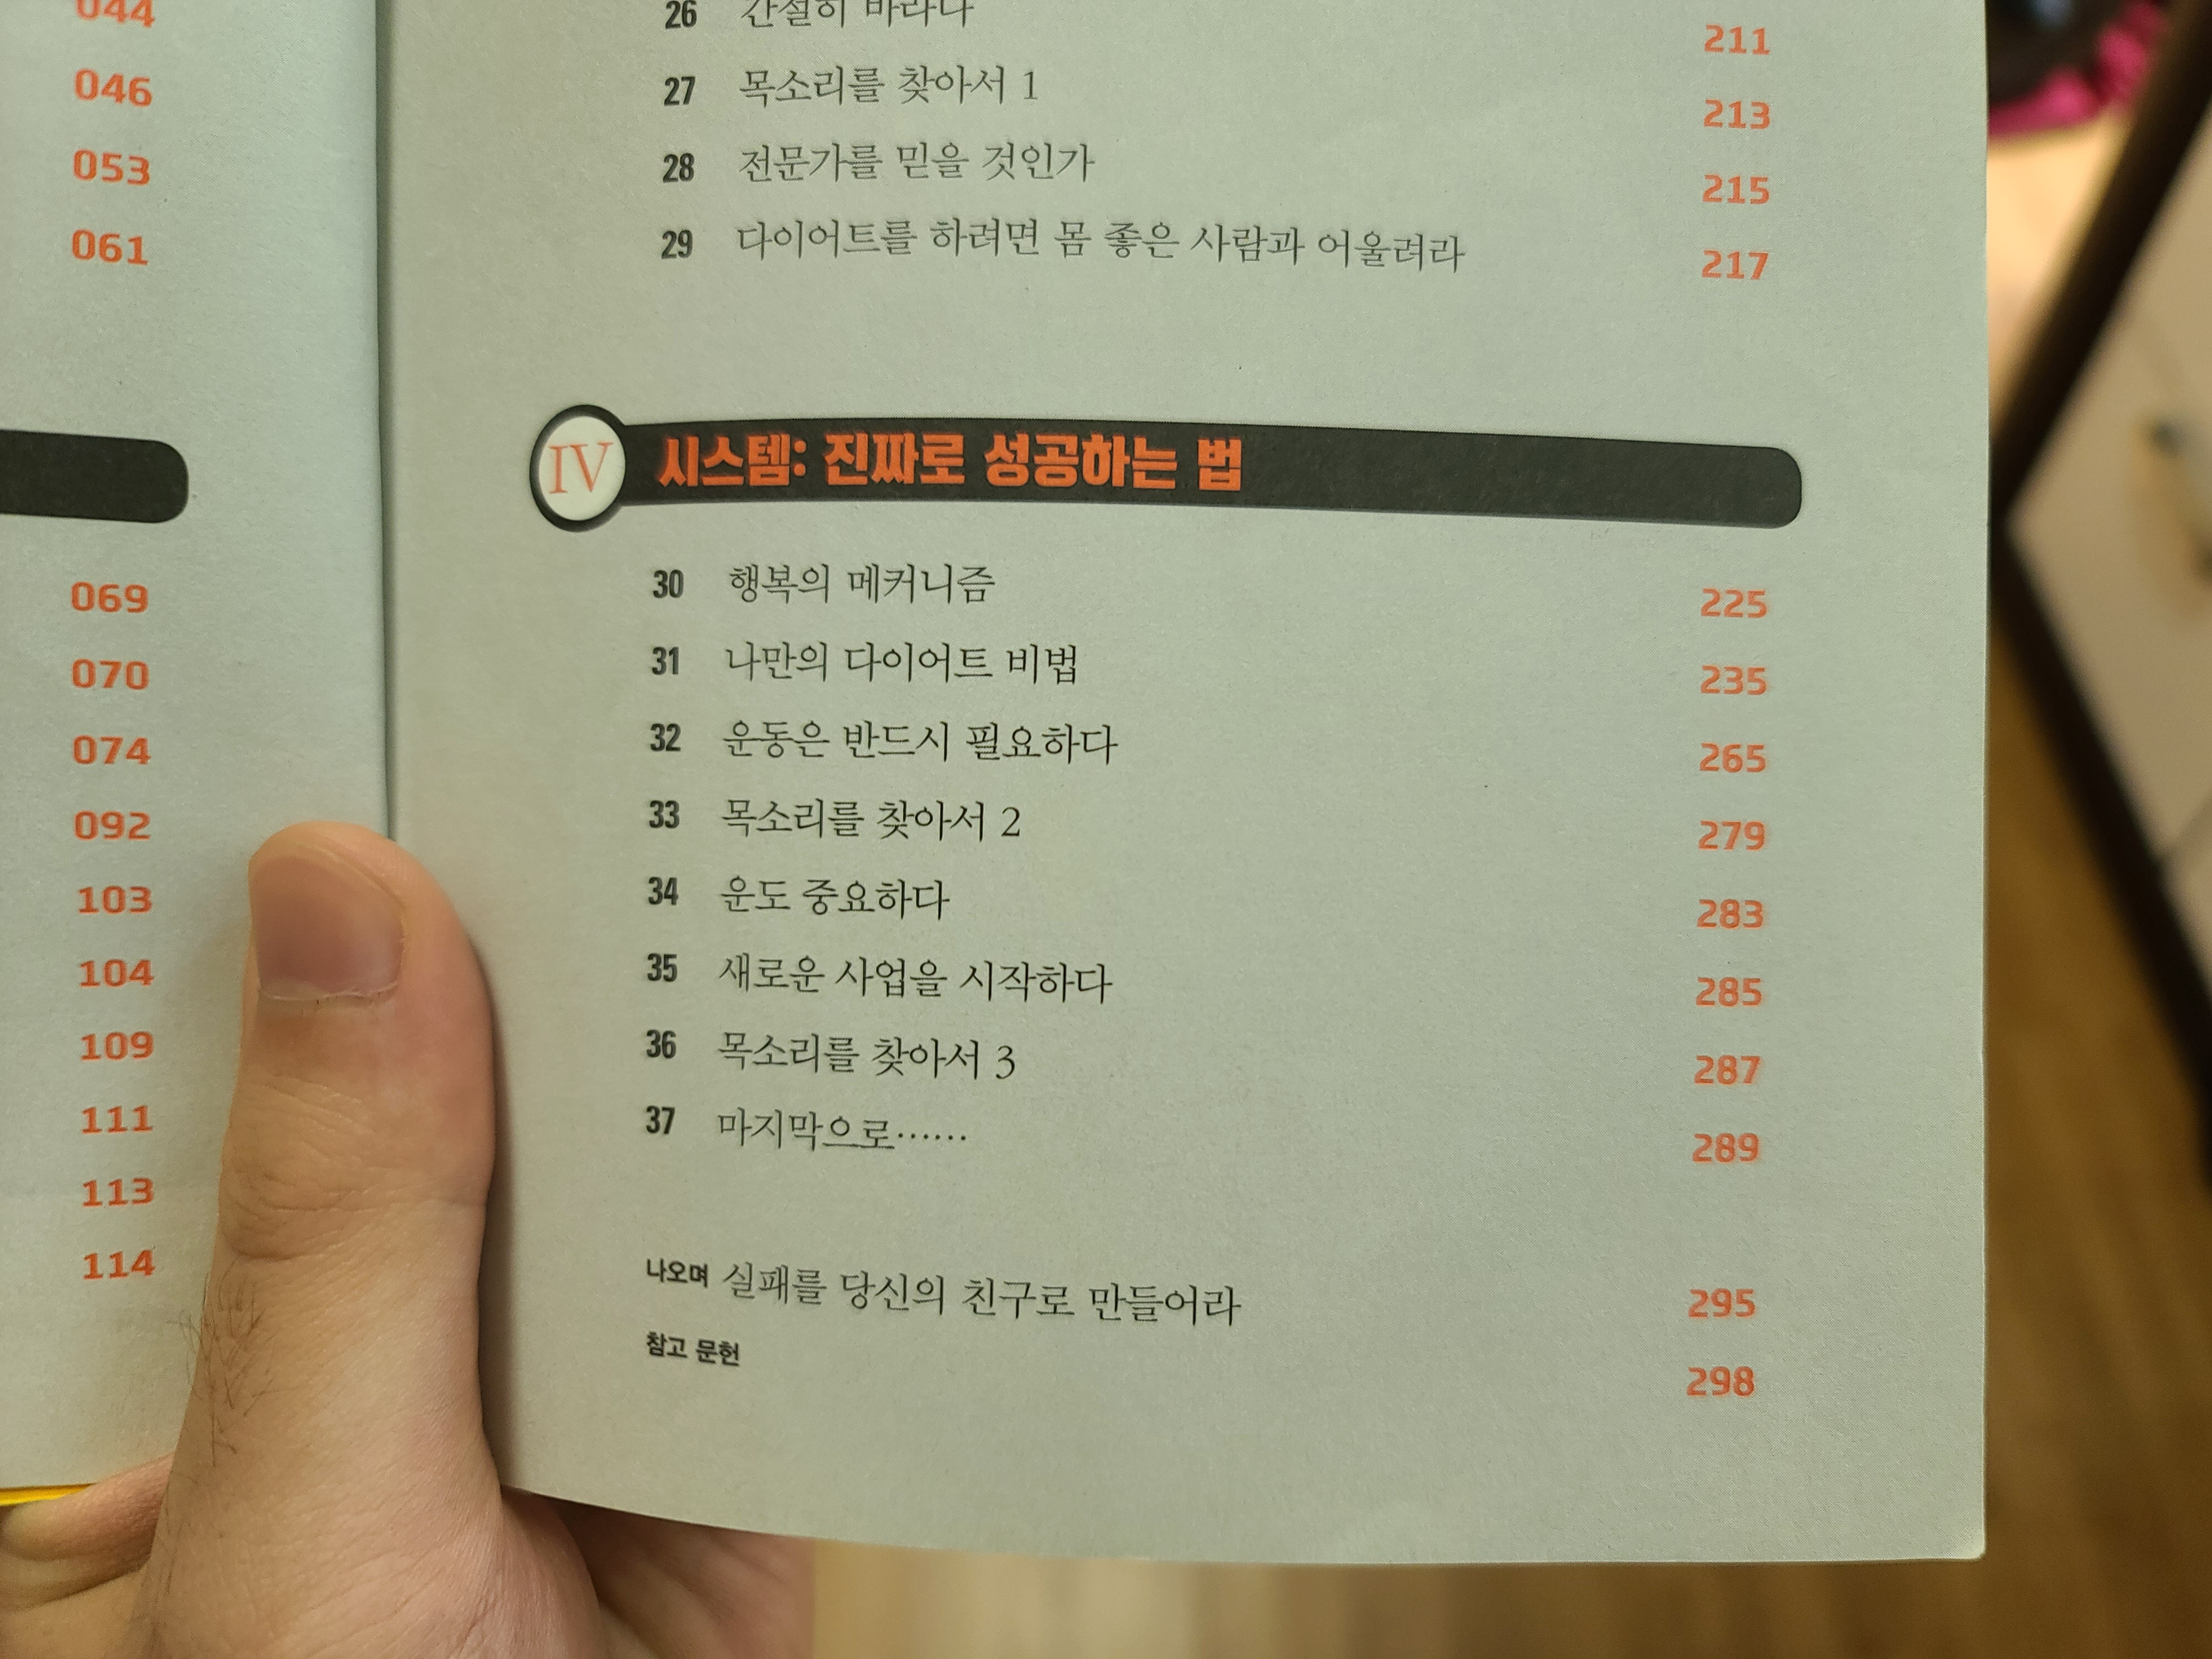 044
046
053
061
069
070
074
092
103
104
109
111
113
114
26 간절히 바라다 211
27 목소리를 찾아서 1 213
28 전문가를 믿을 것인가 215
29 다이어트를 하려면 몸 좋은 사람과 어울려라 217
IV 시스템: 진짜로 성공하는 법
30 행복의 메커니즘 225
31 나만의 다이어트 비법 235
32 운동은 반드시 필요하다 265
33 목소리를 찾아서 2 279
34 운도 중요하다 283
35 새로운 사업을 시작하다 285
36 목소리를 찾아서 3 287
37 마지막으로…… 289
나오며 실패를 당신의 친구로 만들어라 295
참고 문헌 298